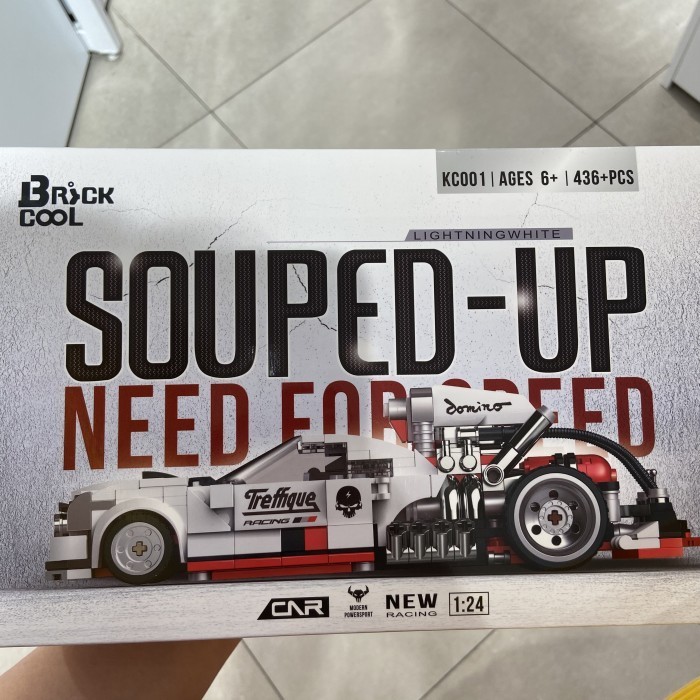 BRiCK
COOL
KC001 | AGES 6+ | 436+PCS
LIGHTNINGWHITE
SOUPED-UP
NEED FOR SPEED
domino
Treffique
RACING
CAR
MODERN
POWERSPORT
NEW
RACING
1:24